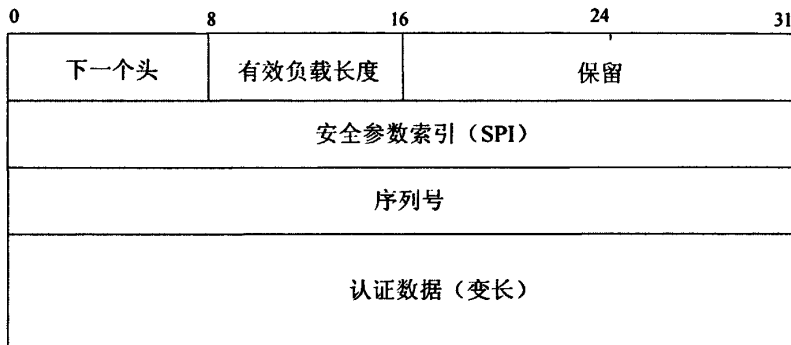 0 8 16 24 31
下一个头 有效负载长度 保留
安全参数索引（SPI）
序列号
认证数据（变长）